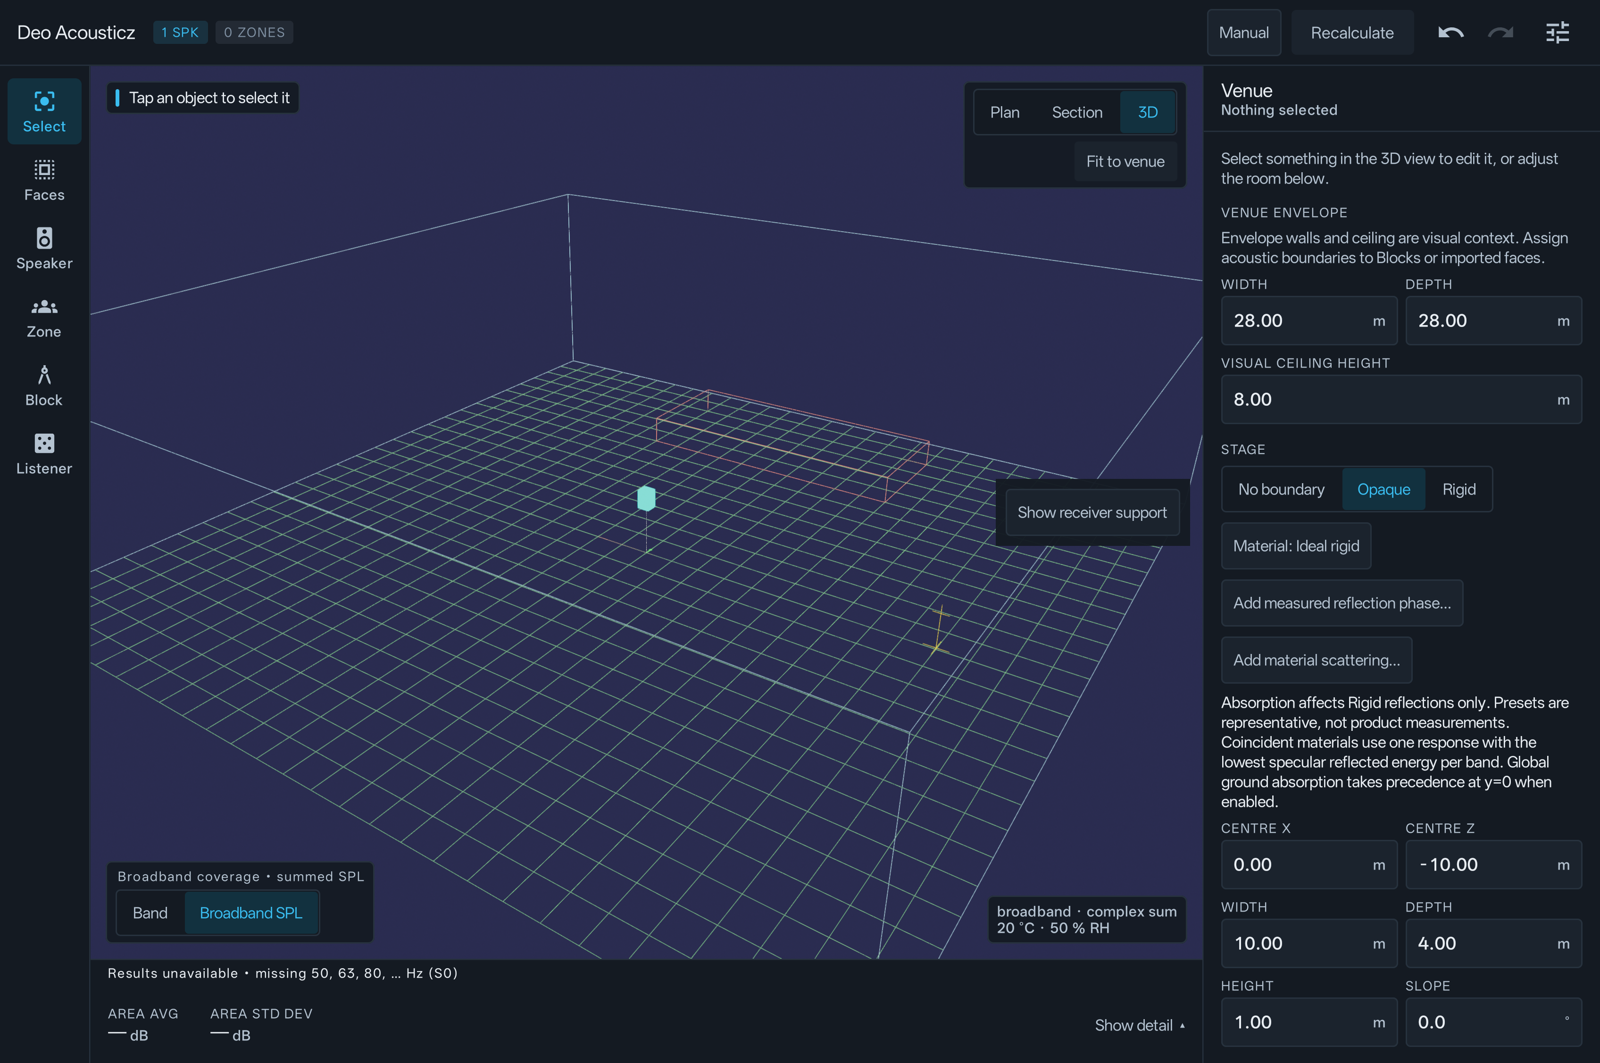 Deo Acousticz
1 SPK
0 ZONES
Manual
Recalculate
Select
Faces
Speaker
Zone
Block
Listener
Tap an object to select it
Plan
Section
3D
Fit to venue
Show receiver support
Broadband coverage • summed SPL
Band
Broadband SPL
broadband · complex sum
20 °C · 50 % RH
Results unavailable • missing 50, 63, 80, … Hz (S0)
AREA AVG
— dB
AREA STD DEV
— dB
Show detail ▴
Venue
Nothing selected
Select something in the 3D view to edit it, or adjust
the room below.
VENUE ENVELOPE
Envelope walls and ceiling are visual context. Assign
acoustic boundaries to Blocks or imported faces.
WIDTH
28.00 m
DEPTH
28.00 m
VISUAL CEILING HEIGHT
8.00 m
STAGE
No boundary
Opaque
Rigid
Material: Ideal rigid
Add measured reflection phase...
Add material scattering...
Absorption affects Rigid reflections only. Presets are
representative, not product measurements.
Coincident materials use one response with the
lowest specular reflected energy per band. Global
ground absorption takes precedence at y=0 when
enabled.
CENTRE X
0.00 m
CENTRE Z
-10.00 m
WIDTH
10.00 m
DEPTH
4.00 m
HEIGHT
1.00 m
SLOPE
0.0 °